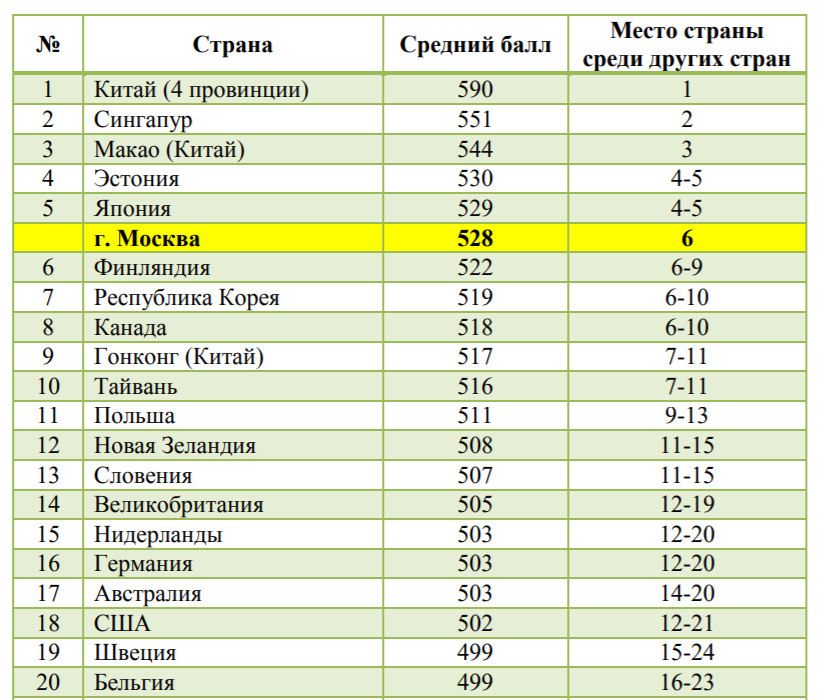 № Страна Средний балл Место страны среди других стран
1 Китай (4 провинции) 590 1
2 Сингапур 551 2
3 Макао (Китай) 544 3
4 Эстония 530 4-5
5 Япония 529 4-5
г. Москва 528 6
6 Финляндия 522 6-9
7 Республика Корея 519 6-10
8 Канада 518 6-10
9 Гонконг (Китай) 517 7-11
10 Тайвань 516 7-11
11 Польша 511 9-13
12 Новая Зеландия 508 11-15
13 Словения 507 11-15
14 Великобритания 505 12-19
15 Нидерланды 503 12-20
16 Германия 503 12-20
17 Австралия 503 14-20
18 США 502 12-21
19 Швеция 499 15-24
20 Бельгия 499 16-23